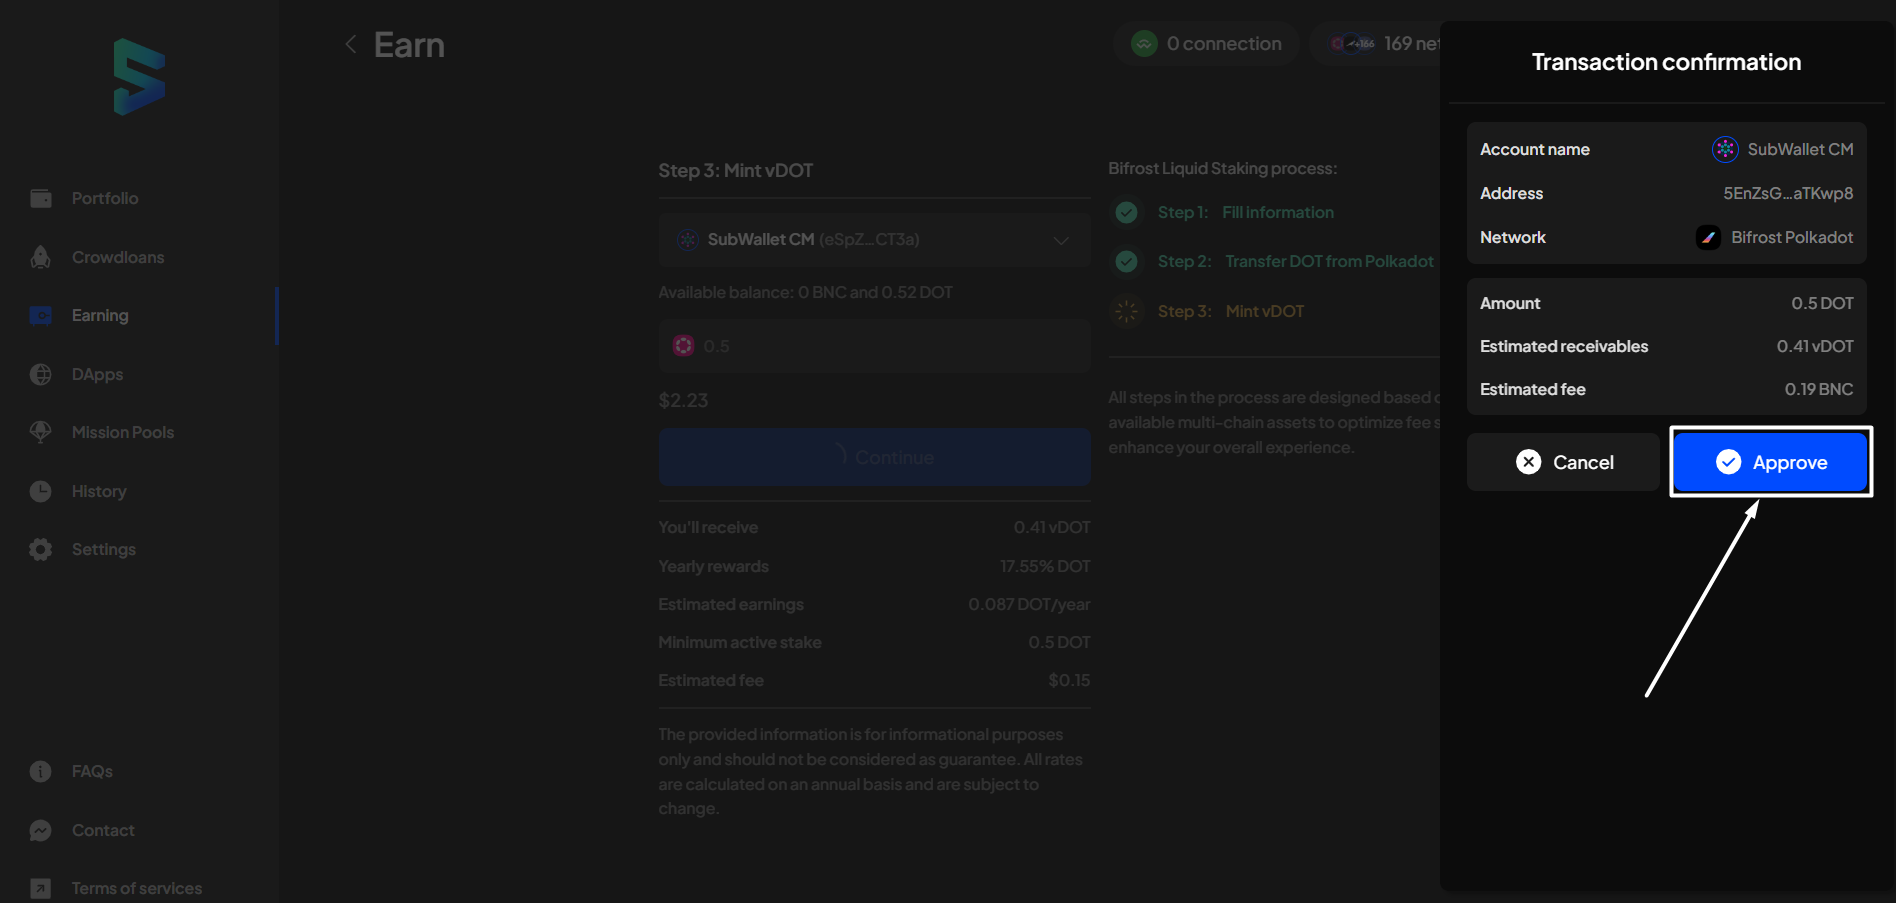 Earn
0 connection
+166
169 net
Portfolio
Crowdloans
Earning
DApps
Mission Pools
History
Settings
FAQs
Contact
Terms of services
Step 3: Mint vDOT
SubWallet CM (eSpZ...CT3a)
Available balance: 0 BNC and 0.52 DOT
0.5
$2.23
Continue
You'll receive 0.41 vDOT
Yearly rewards 17.55% DOT
Estimated earnings 0.087 DOT/year
Minimum active stake 0.5 DOT
Estimated fee $0.15
The provided information is for informational purposes
only and should not be considered as guarantee. All rates
are calculated on an annual basis and are subject to
change.
Bifrost Liquid Staking process:
Step 1: Fill information
Step 2: Transfer DOT from Polkadot
Step 3: Mint vDOT
All steps in the process are designed based o
available multi-chain assets to optimize fee s
enhance your overall experience.
Transaction confirmation
Account name SubWallet CM
Address 5EnZsG...aTKwp8
Network Bifrost Polkadot
Amount 0.5 DOT
Estimated receivables 0.41 vDOT
Estimated fee 0.19 BNC
Cancel
Approve